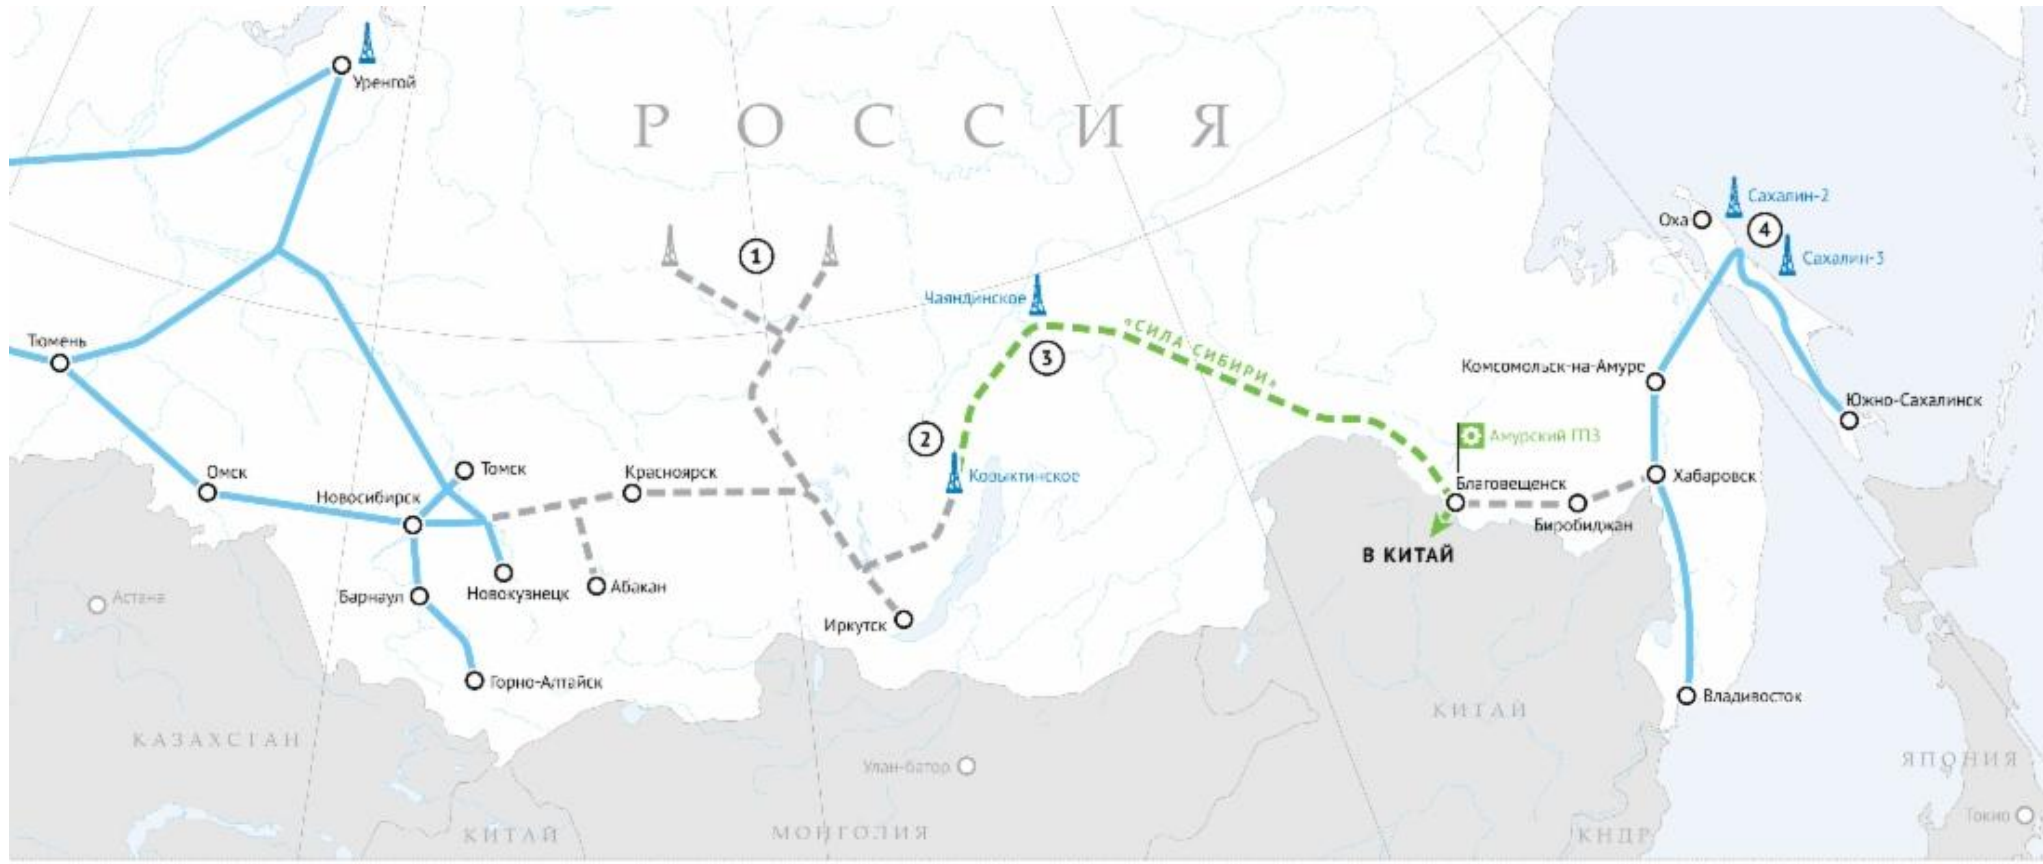 Уренгой
РОССИЯ
Сахалин-2
Оха
4
1
Сахалин-3
Чаяндинское
«СИЛА СИБИРИ»
Тюмень
3
Комсомольск-на-Амуре
Южно-Сахалинск
2
Амурский ГПЗ
Омск
Томск
Красноярск
Ковыктинское
Благовещенск
Хабаровск
Новосибирск
Биробиджан
В КИТАЙ
Астана
Барнаул
Новокузнецк
Абакан
Иркутск
Горно-Алтайск
Владивосток
КАЗАХСТАН
КИТАЙ
ЯПОНИЯ
Улан-батор
КИТАЙ
МОНГОЛИЯ
КНДР
Токио